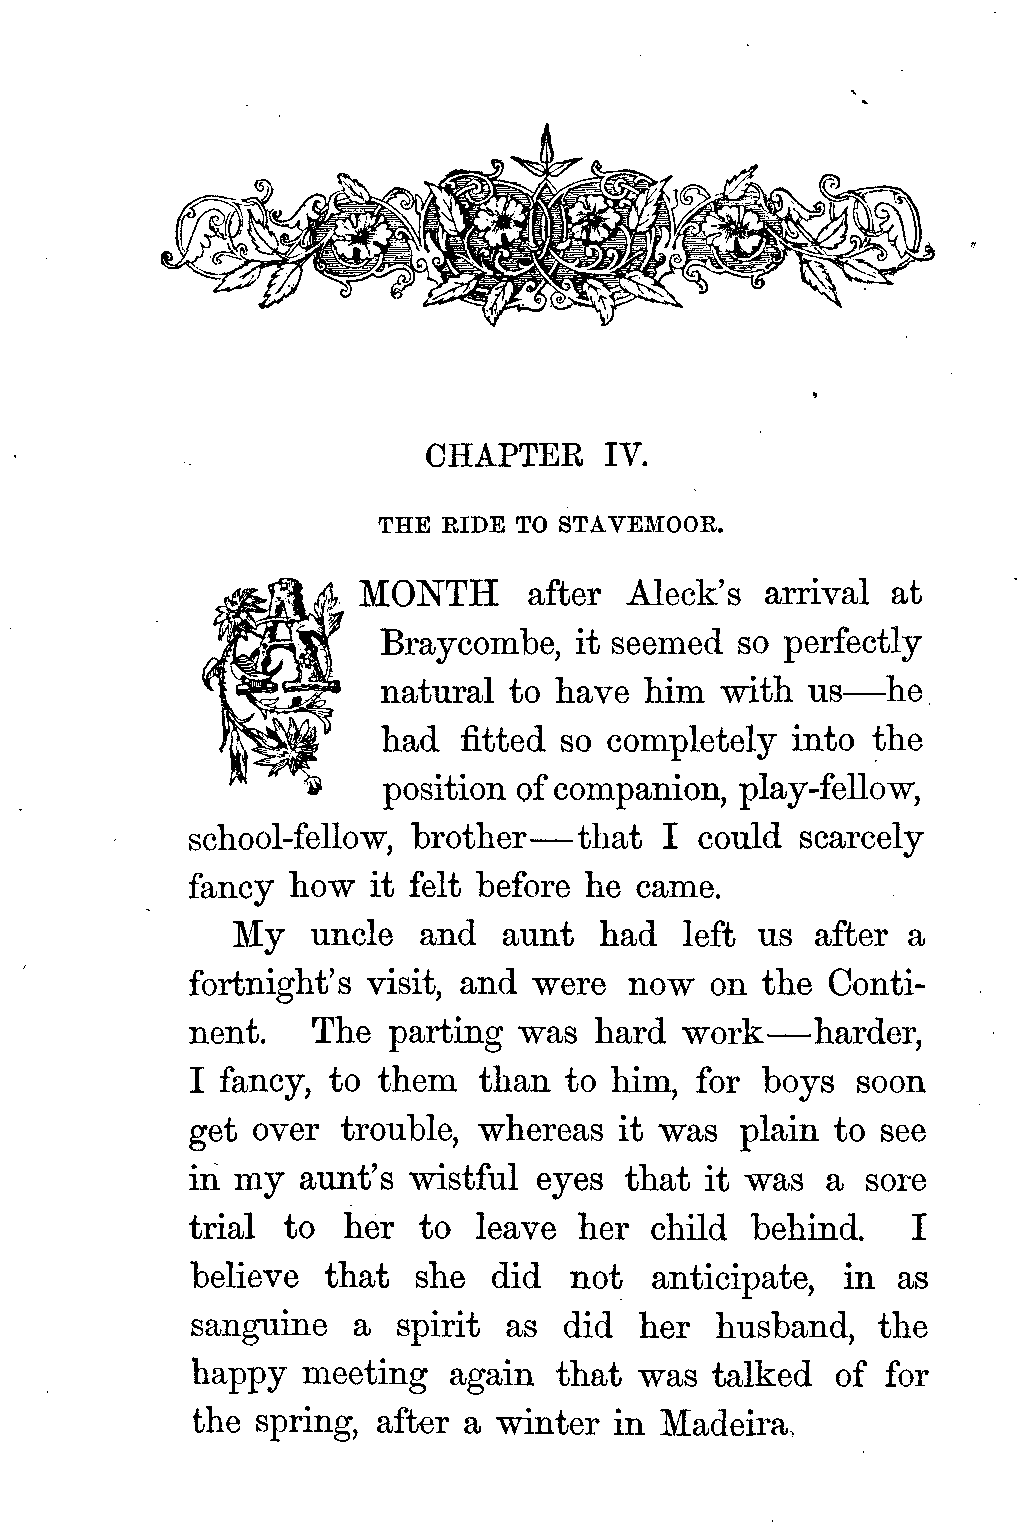 CHAPTER IV.
THE RIDE TO STAVEMOOR.
A MONTH after Aleck's arrival at
Braycombe, it seemed so perfectly
natural to have him with us—he
had fitted so completely into the
position of companion, play-fellow,
school-fellow, brother—that I could scarcely
fancy how it felt before he came.
My uncle and aunt had left us after a
fortnight's visit, and were now on the Conti-
nent. The parting was hard work—harder,
I fancy, to them than to him, for boys soon
get over trouble, whereas it was plain to see
in my aunt's wistful eyes that it was a sore
trial to her to leave her child behind. I
believe that she did not anticipate, in as
sanguine a spirit as did her husband, the
happy meeting again that was talked of for
the spring, after a winter in Madeira.